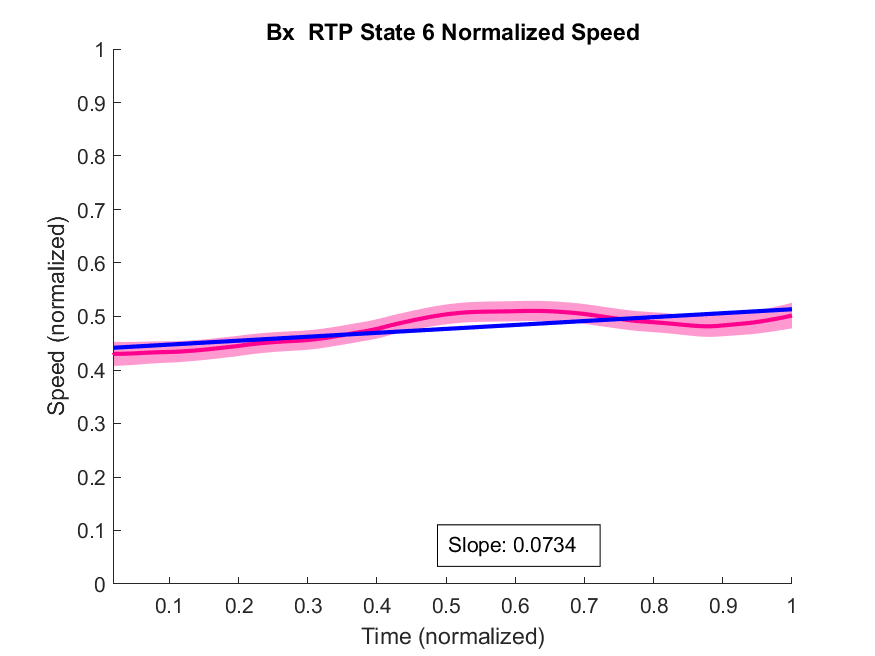 Bx  RTP State 6 Normalized Speed
1
0.9
0.8
0.7
0.6
0.5
0.4
0.3
0.2
0.1
0
Speed (normalized)
Slope: 0.0734
0.1 0.2 0.3 0.4 0.5 0.6 0.7 0.8 0.9 1
Time (normalized)